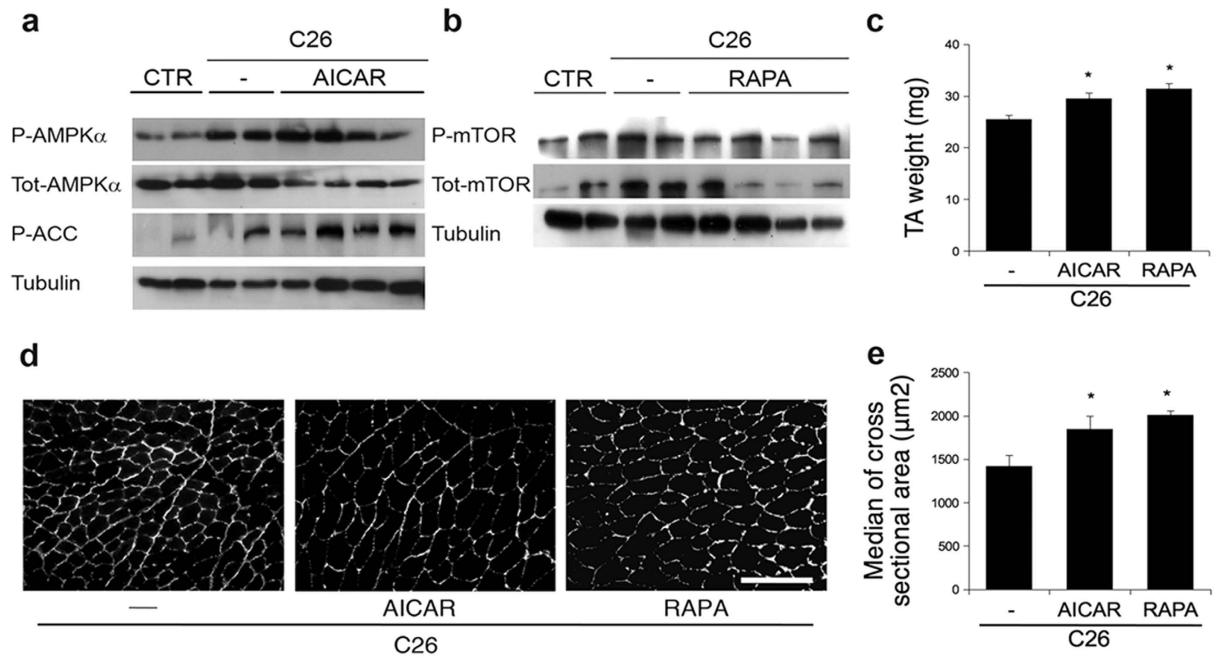 a
C26
CTR
-
AICAR
P-AMPKα
Tot-AMPKα
P-ACC
Tubulin
b
C26
CTR
-
RAPA
P-mTOR
Tot-mTOR
Tubulin
c
TA weight (mg)
40
30
20
10
0
*
*
-
AICAR
RAPA
C26
d
—
AICAR
RAPA
C26
e
Median of cross
sectional area (µm2)
2500
2000
1500
1000
500
0
*
*
-
AICAR
RAPA
C26